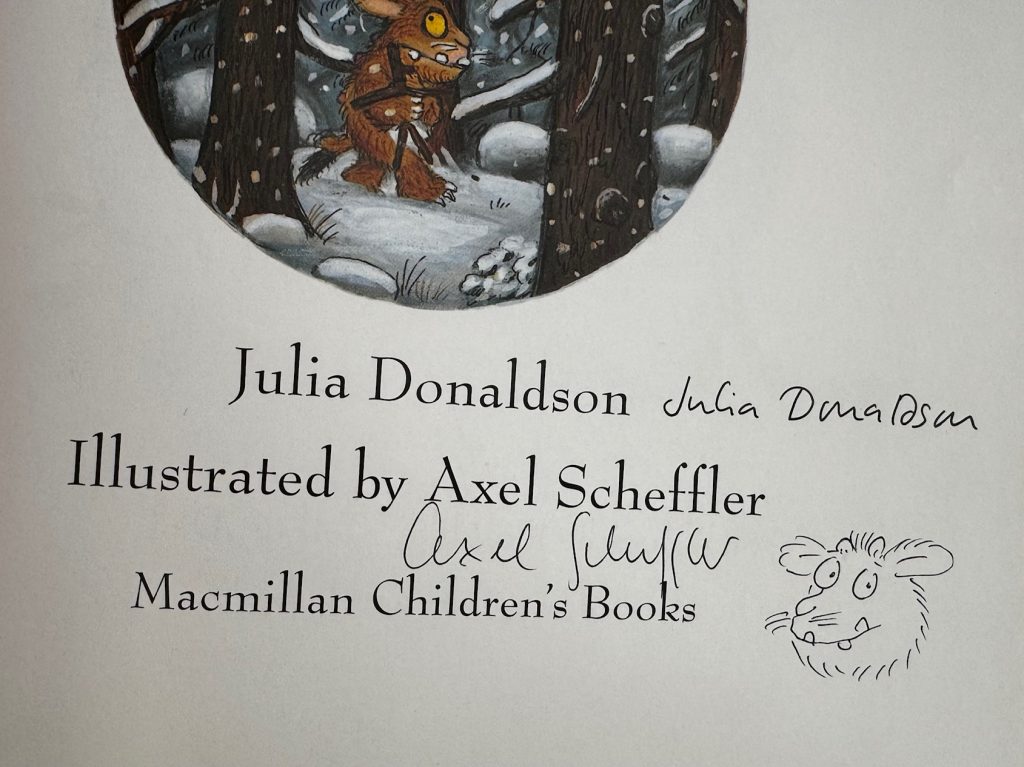 Julia Donaldson Julia Donaldson
Illustrated by Axel Scheffler
Axel Scheffler
Macmillan Children's Books